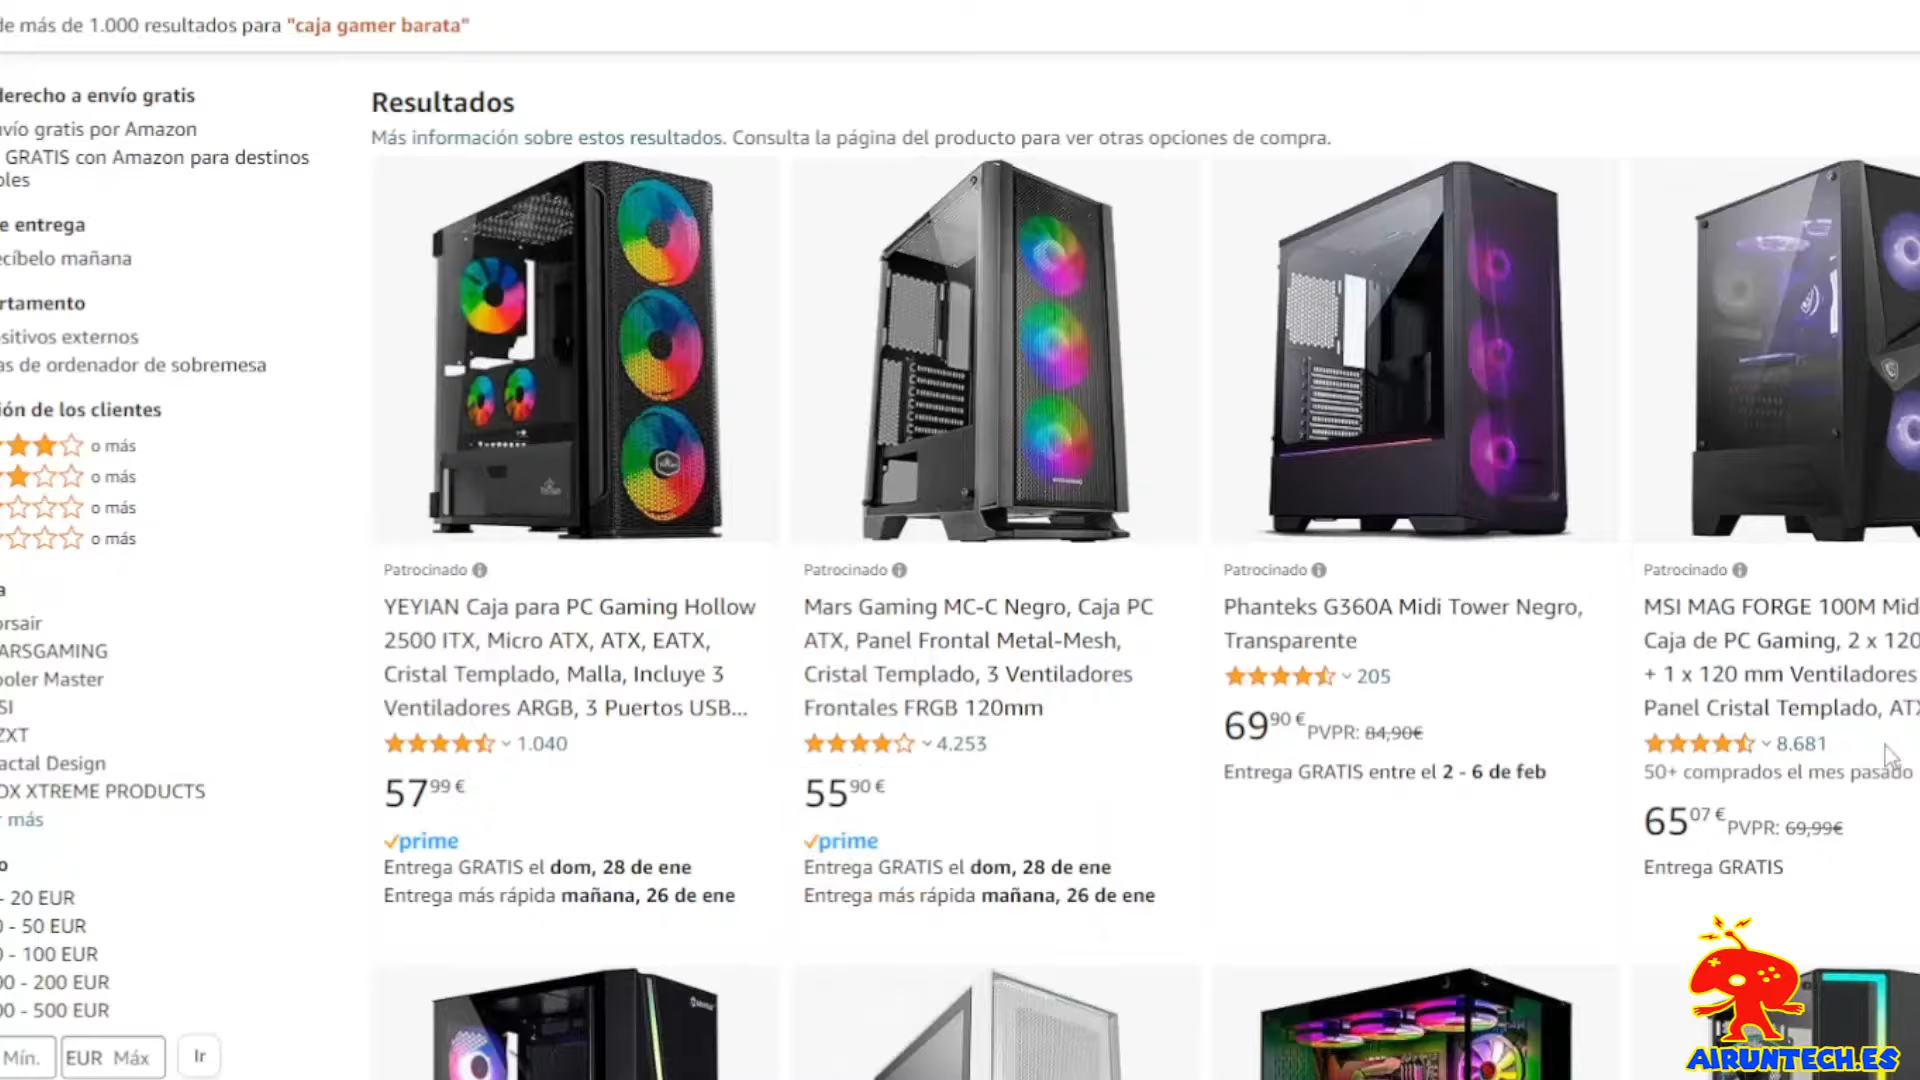 de más de 1.000 resultados para "caja gamer barata"
derecho a envío gratis
nvío gratis por Amazon
GRATIS con Amazon para destinos
bles
e entrega
ecíbelo mañana
rtamento
ositivos externos
as de ordenador de sobremesa
ión de los clientes
o más
o más
o más
o más
a
orsair
ARSGAMING
ooler Master
SI
ZXT
actal Design
OX XTREME PRODUCTS
r más
o
- 20 EUR
0 - 50 EUR
0 - 100 EUR
00 - 200 EUR
00 - 500 EUR
Mín.
EUR Máx
Ir
Resultados
Más información sobre estos resultados. Consulta la página del producto para ver otras opciones de compra.
Patrocinado
YEYIAN Caja para PC Gaming Hollow
2500 ITX, Micro ATX, ATX, EATX,
Cristal Templado, Malla, Incluye 3
Ventiladores ARGB, 3 Puertos USB...
1.040
57,99 €
prime
Entrega GRATIS el dom, 28 de ene
Entrega más rápida mañana, 26 de ene
Patrocinado
Mars Gaming MC-C Negro, Caja PC
ATX, Panel Frontal Metal-Mesh,
Cristal Templado, 3 Ventiladores
Frontales FRGB 120mm
4.253
55,90 €
prime
Entrega GRATIS el dom, 28 de ene
Entrega más rápida mañana, 26 de ene
Patrocinado
Phanteks G360A Midi Tower Negro,
Transparente
205
69,90 € PVPR: 84,90€
Entrega GRATIS entre el 2 - 6 de feb
Patrocinado
MSI MAG FORGE 100M Mid
Caja de PC Gaming, 2 x 120
+ 1 x 120 mm Ventiladores
Panel Cristal Templado, ATX
8.681
50+ comprados el mes pasado
65,07 € PVPR: 69,99€
Entrega GRATIS
AIRUNTECH.ES